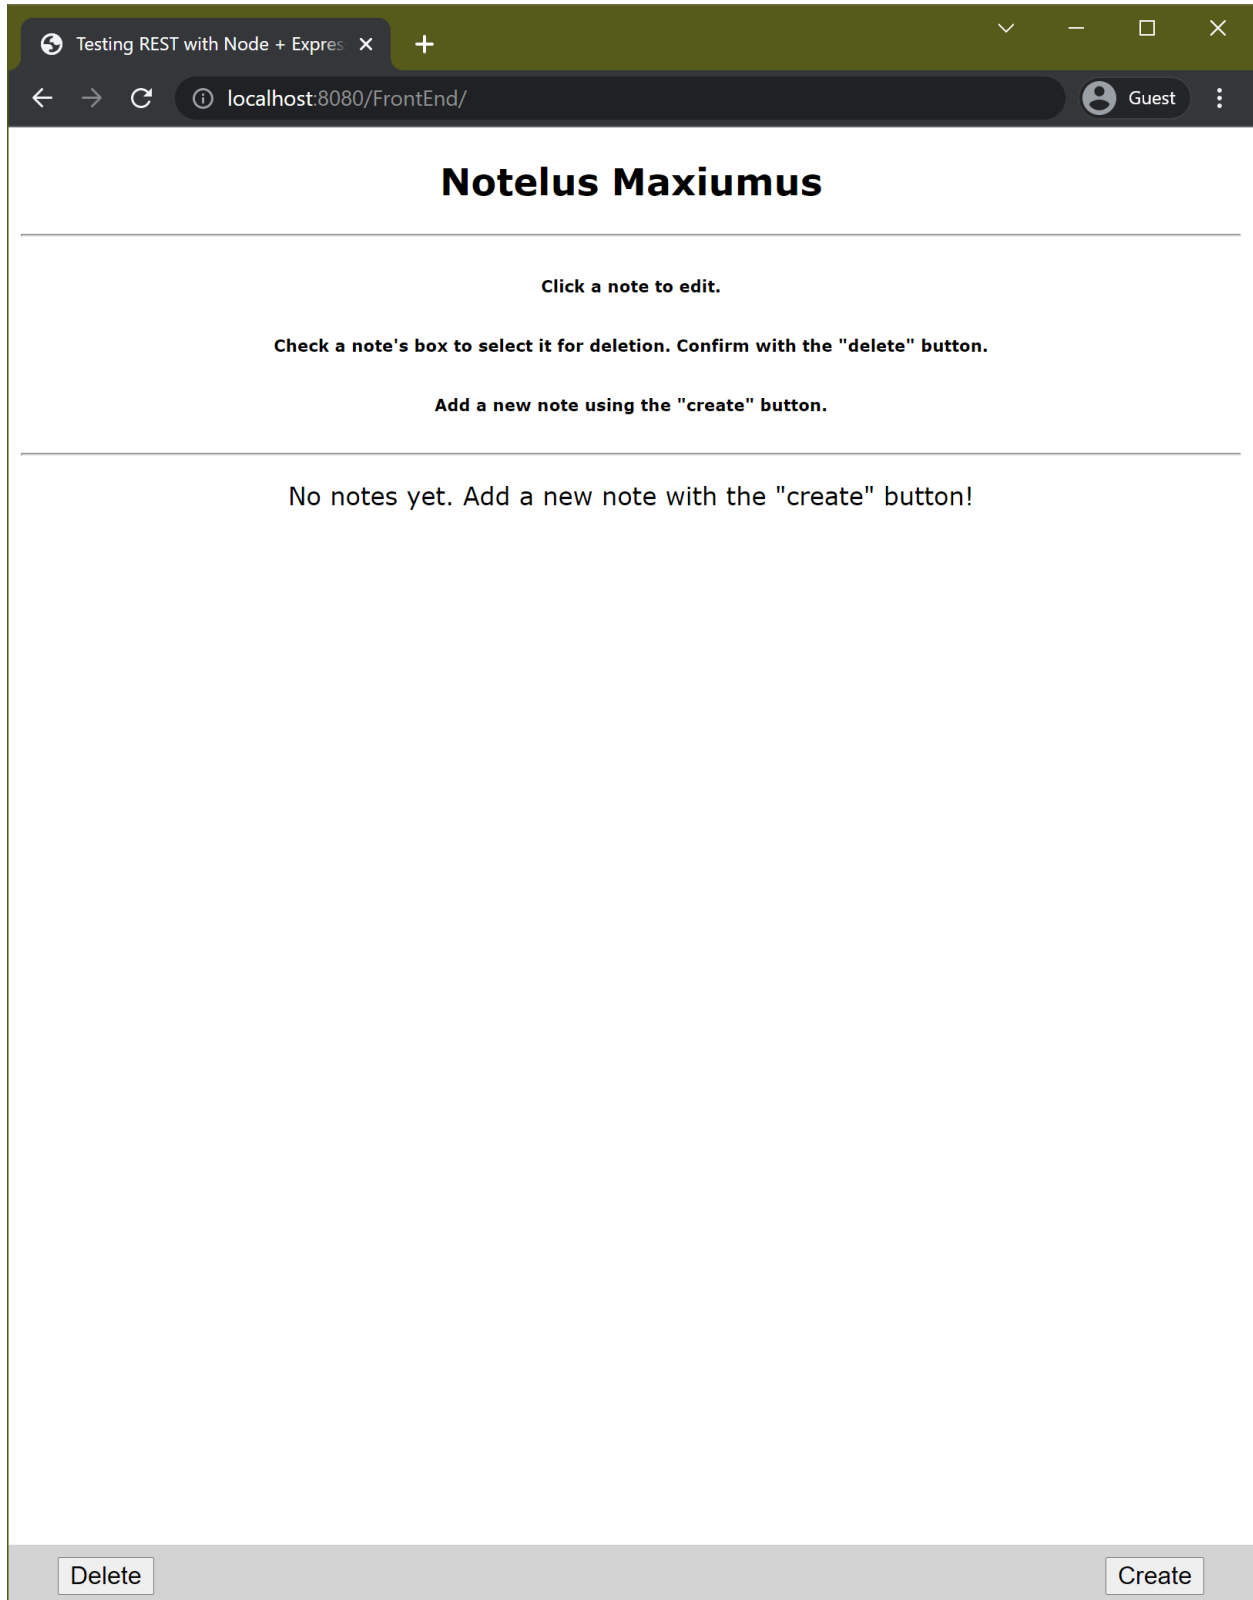 Testing REST with Node + Expres
localhost:8080/FrontEnd/
Guest
Notelus Maxiumus
Click a note to edit.
Check a note's box to select it for deletion. Confirm with the "delete" button.
Add a new note using the "create" button.
No notes yet. Add a new note with the "create" button!
Delete
Create